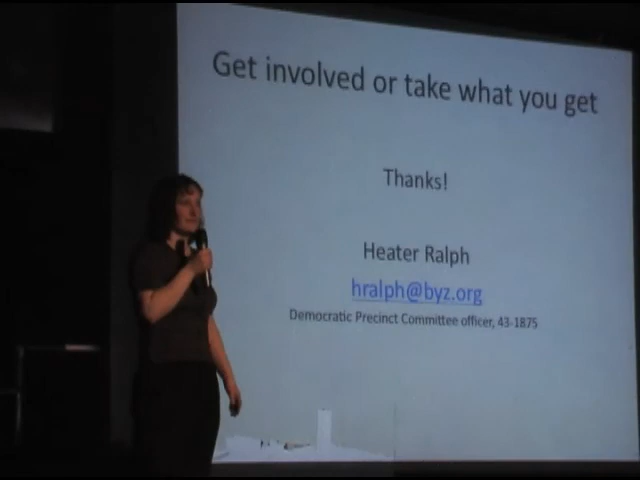 Get involved or take what you get
Thanks!
Heater Ralph
hralph@byz.org
Democratic Precinct Committee officer, 43-1875